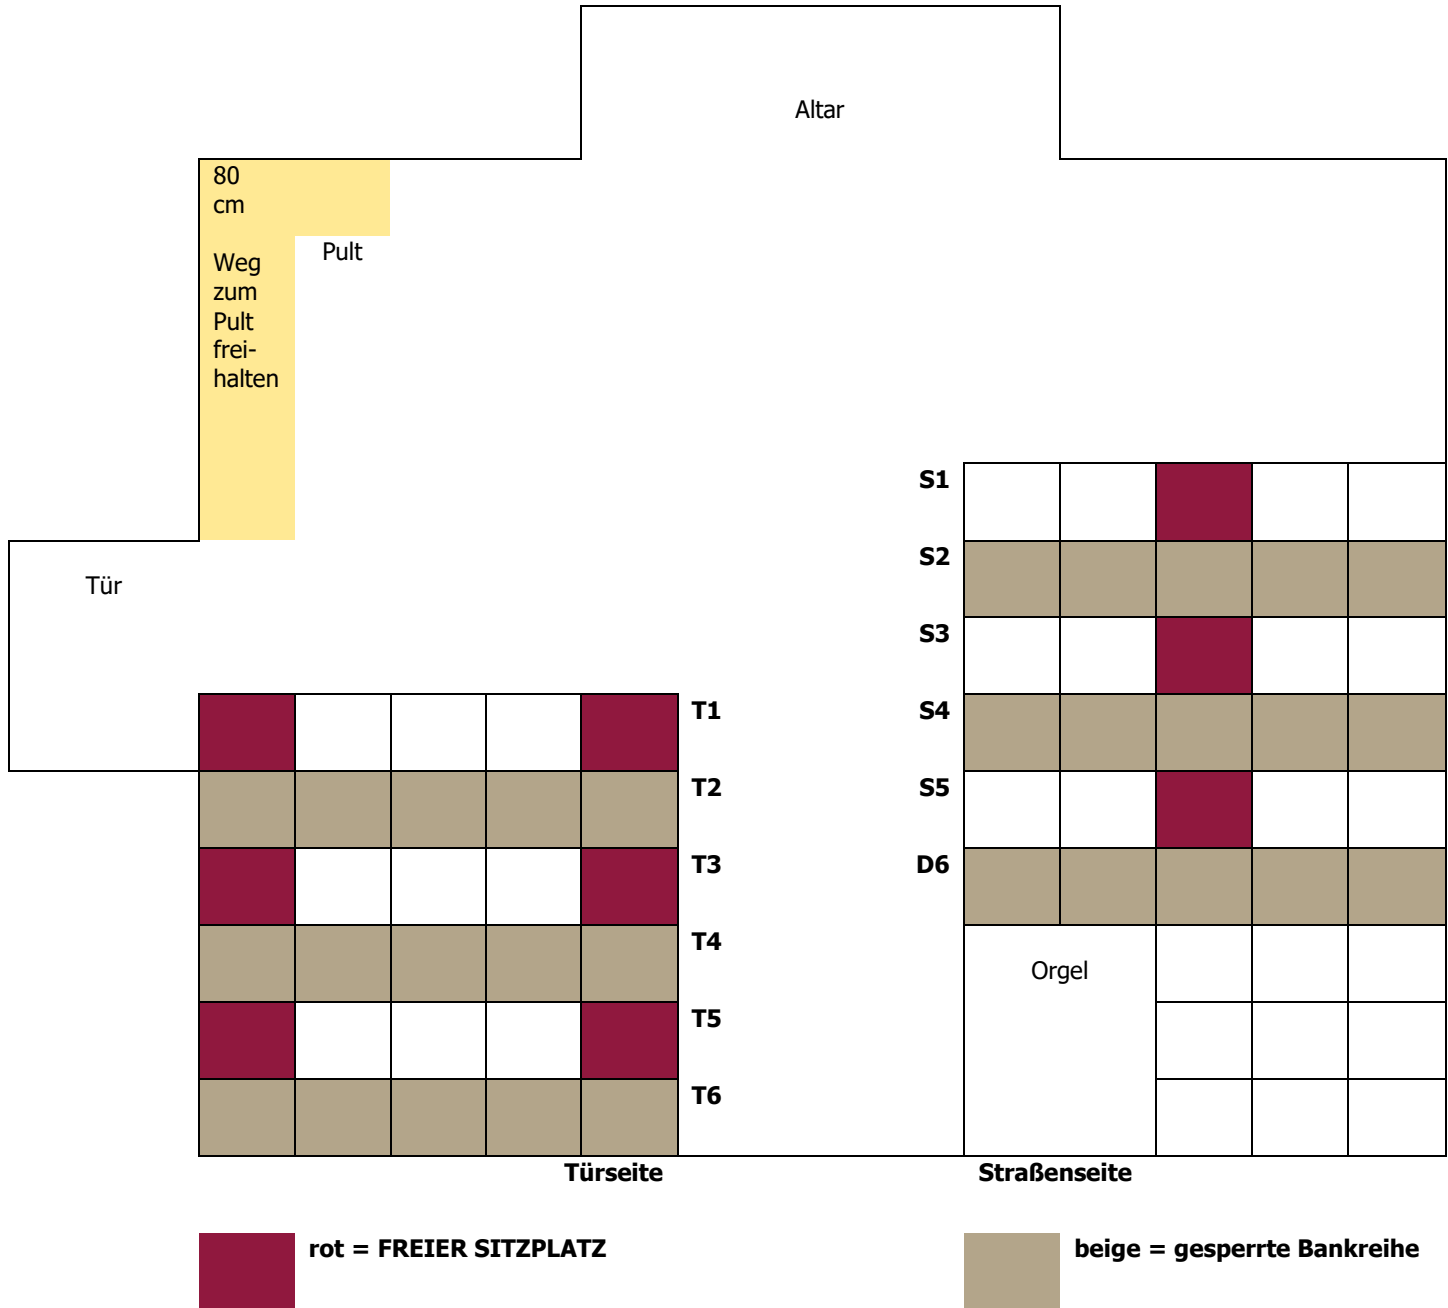 Altar
80
cm
Weg
zum
Pult
frei-
halten
Pult
Tür
S1
S2
S3
S4
S5
D6
T1
T2
T3
T4
T5
T6
Orgel
Türseite
Straßenseite
rot = FREIER SITZPLATZ
beige = gesperrte Bankreihe